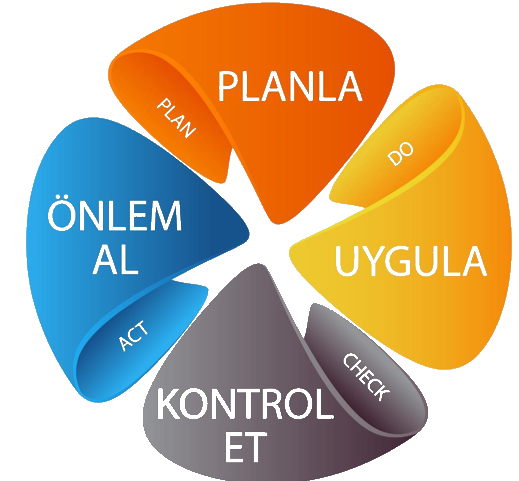 PLANLA
PLAN
DO
UYGULA
CHECK
KONTROL
ET
ACT
ÖNLEM
AL